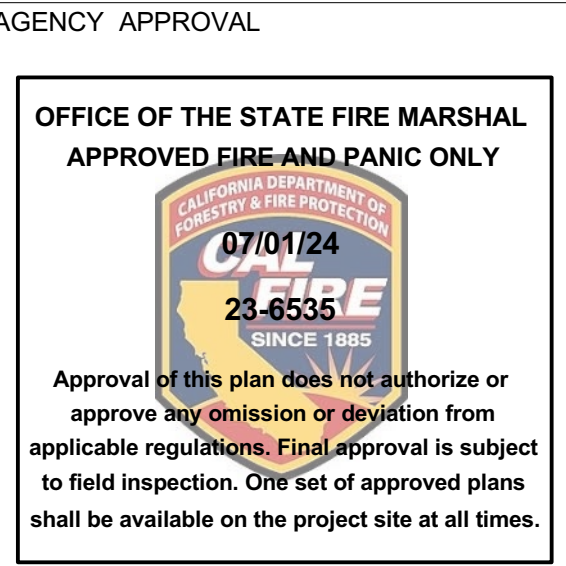 AGENCY APPROVAL
OFFICE OF THE STATE FIRE MARSHAL
APPROVED FIRE AND PANIC ONLY
CALIFORNIA DEPARTMENT OF
FORESTRY & FIRE PROTECTION
07/01/24
CAL
23-6535
FIRE
SINCE 1885
Approval of this plan does not authorize or
approve any omission or deviation from
applicable regulations. Final approval is subject
to field inspection. One set of approved plans
shall be available on the project site at all times.